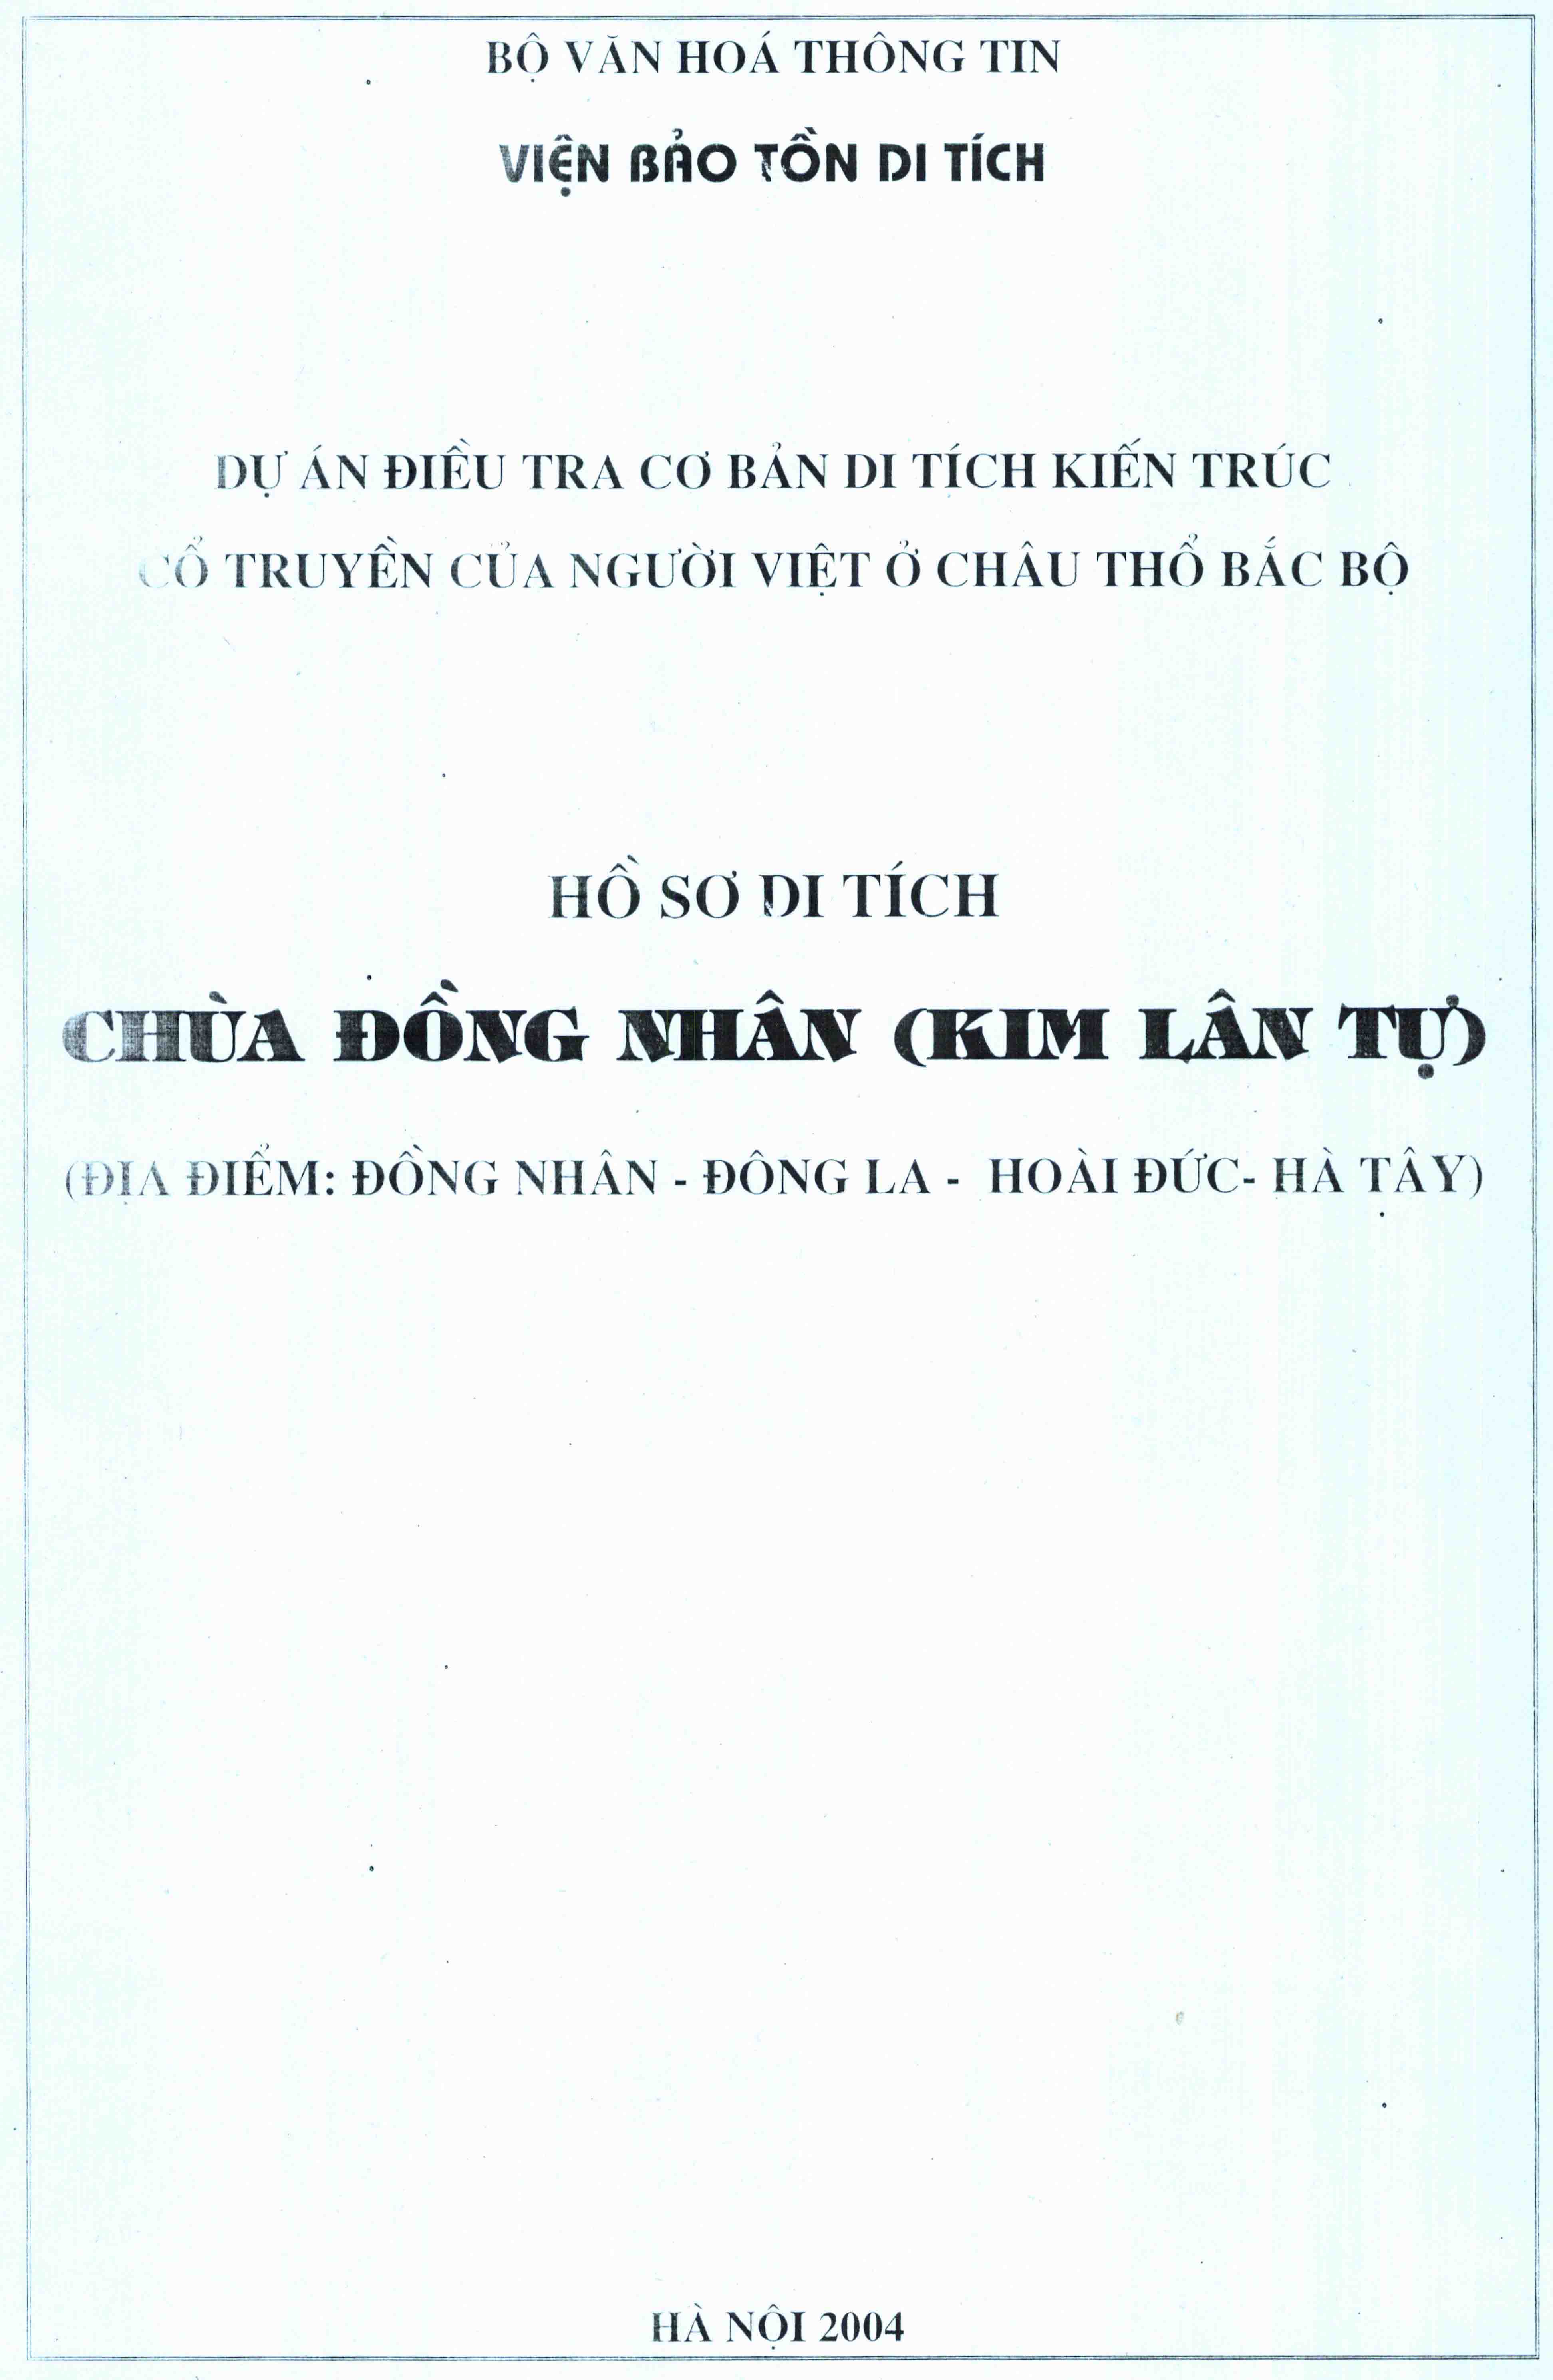 BỘ VĂN HOÁ THÔNG TIN
VIỆN BẢO TỒN DI TÍCH
DỰ ÁN ĐIỀU TRA CƠ BẢN DI TÍCH KIẾN TRÚC
CỔ TRUYỀN CỦA NGƯỜI VIỆT Ở CHÂU THỔ BẮC BỘ
HỒ SƠ DI TÍCH
CHÙA ĐỒNG NHÂN (KIM LÂN TỰ)
(ĐỊA ĐIỂM: ĐỒNG NHÂN - ĐÔNG LA - HOÀI ĐỨC- HÀ TÂY)
HÀ NỘI 2004